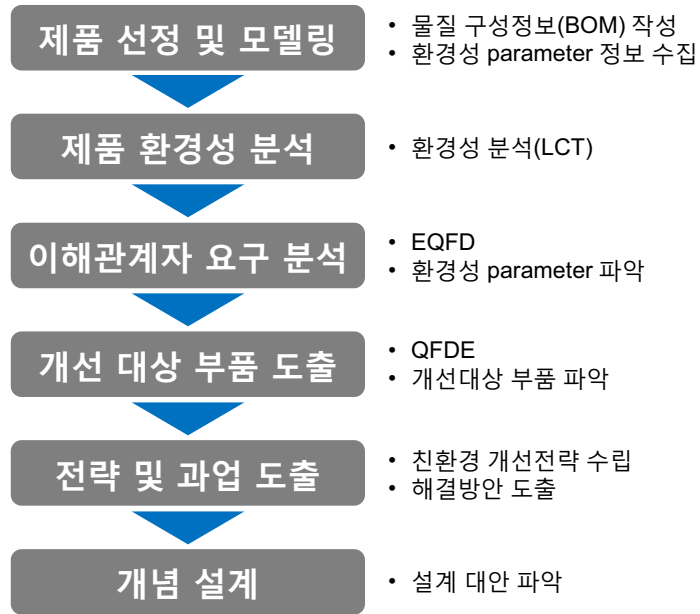 제품 선정 및 모델링
• 물질 구성정보(BOM) 작성
• 환경성 parameter 정보 수집
제품 환경성 분석
• 환경성 분석(LCT)
이해관계자 요구 분석
• EQFD
• 환경성 parameter 파악
개선 대상 부품 도출
• QFDE
• 개선대상 부품 파악
전략 및 과업 도출
• 친환경 개선전략 수립
• 해결방안 도출
개념 설계
• 설계 대안 파악